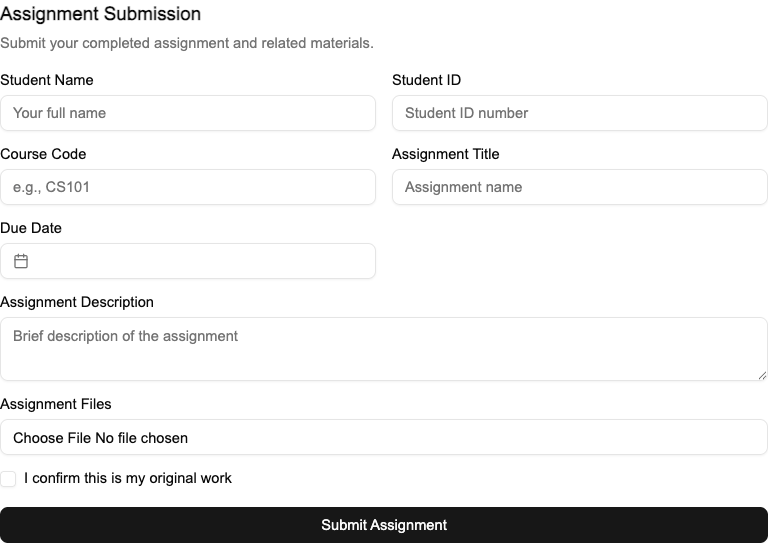 Assignment Submission
Submit your completed assignment and related materials.
Student Name
Student ID
Your full name
Student ID number
Course Code
Assignment Title
e.g., CS101
Assignment name
Due Date
Assignment Description
Brief description of the assignment
Assignment Files
Choose File No file chosen
I confirm this is my original work
Submit Assignment